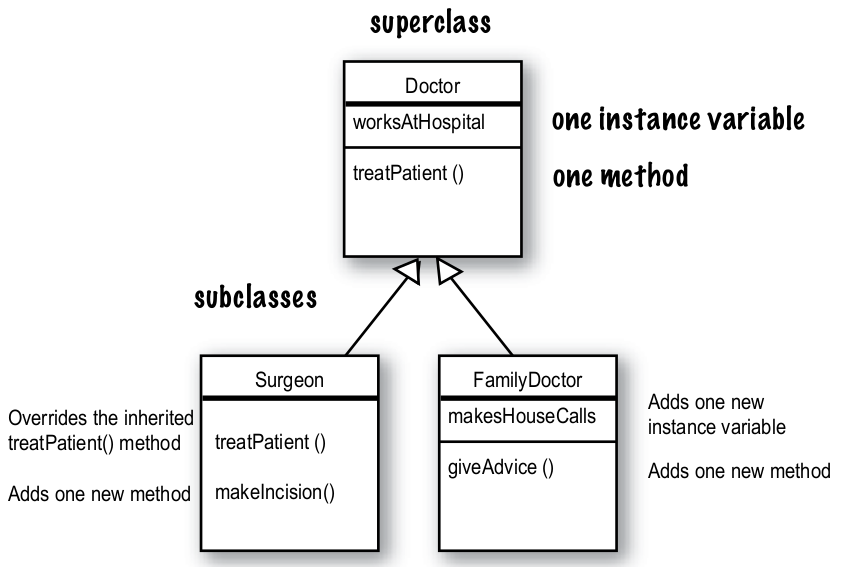 superclass
Doctor
worksAtHospital
one instance variable
treatPatient ()
one method
subclasses
Surgeon
Overrides the inherited
treatPatient() method
treatPatient ()
Adds one new method
makeIncision()
FamilyDoctor
makesHouseCalls
Adds one new
instance variable
giveAdvice ()
Adds one new method